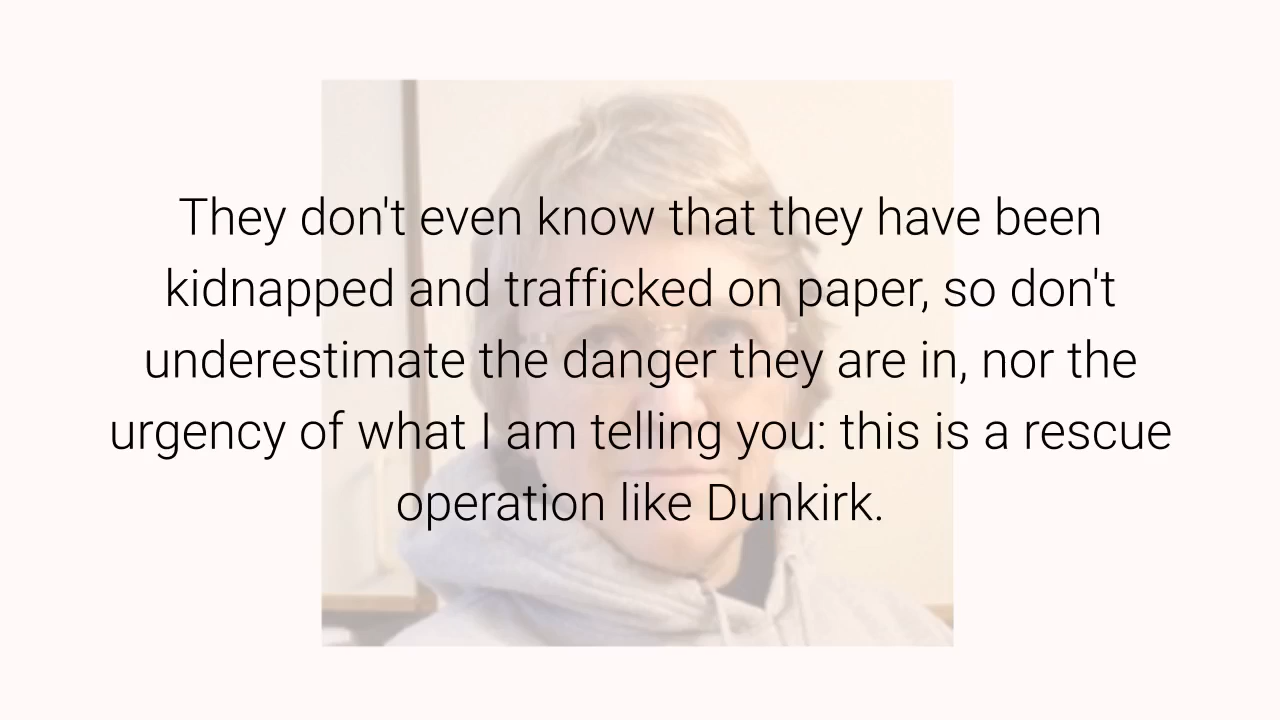 They don't even know that they have been
kidnapped and trafficked on paper, so don't
underestimate the danger they are in, nor the
urgency of what I am telling you: this is a rescue
operation like Dunkirk.